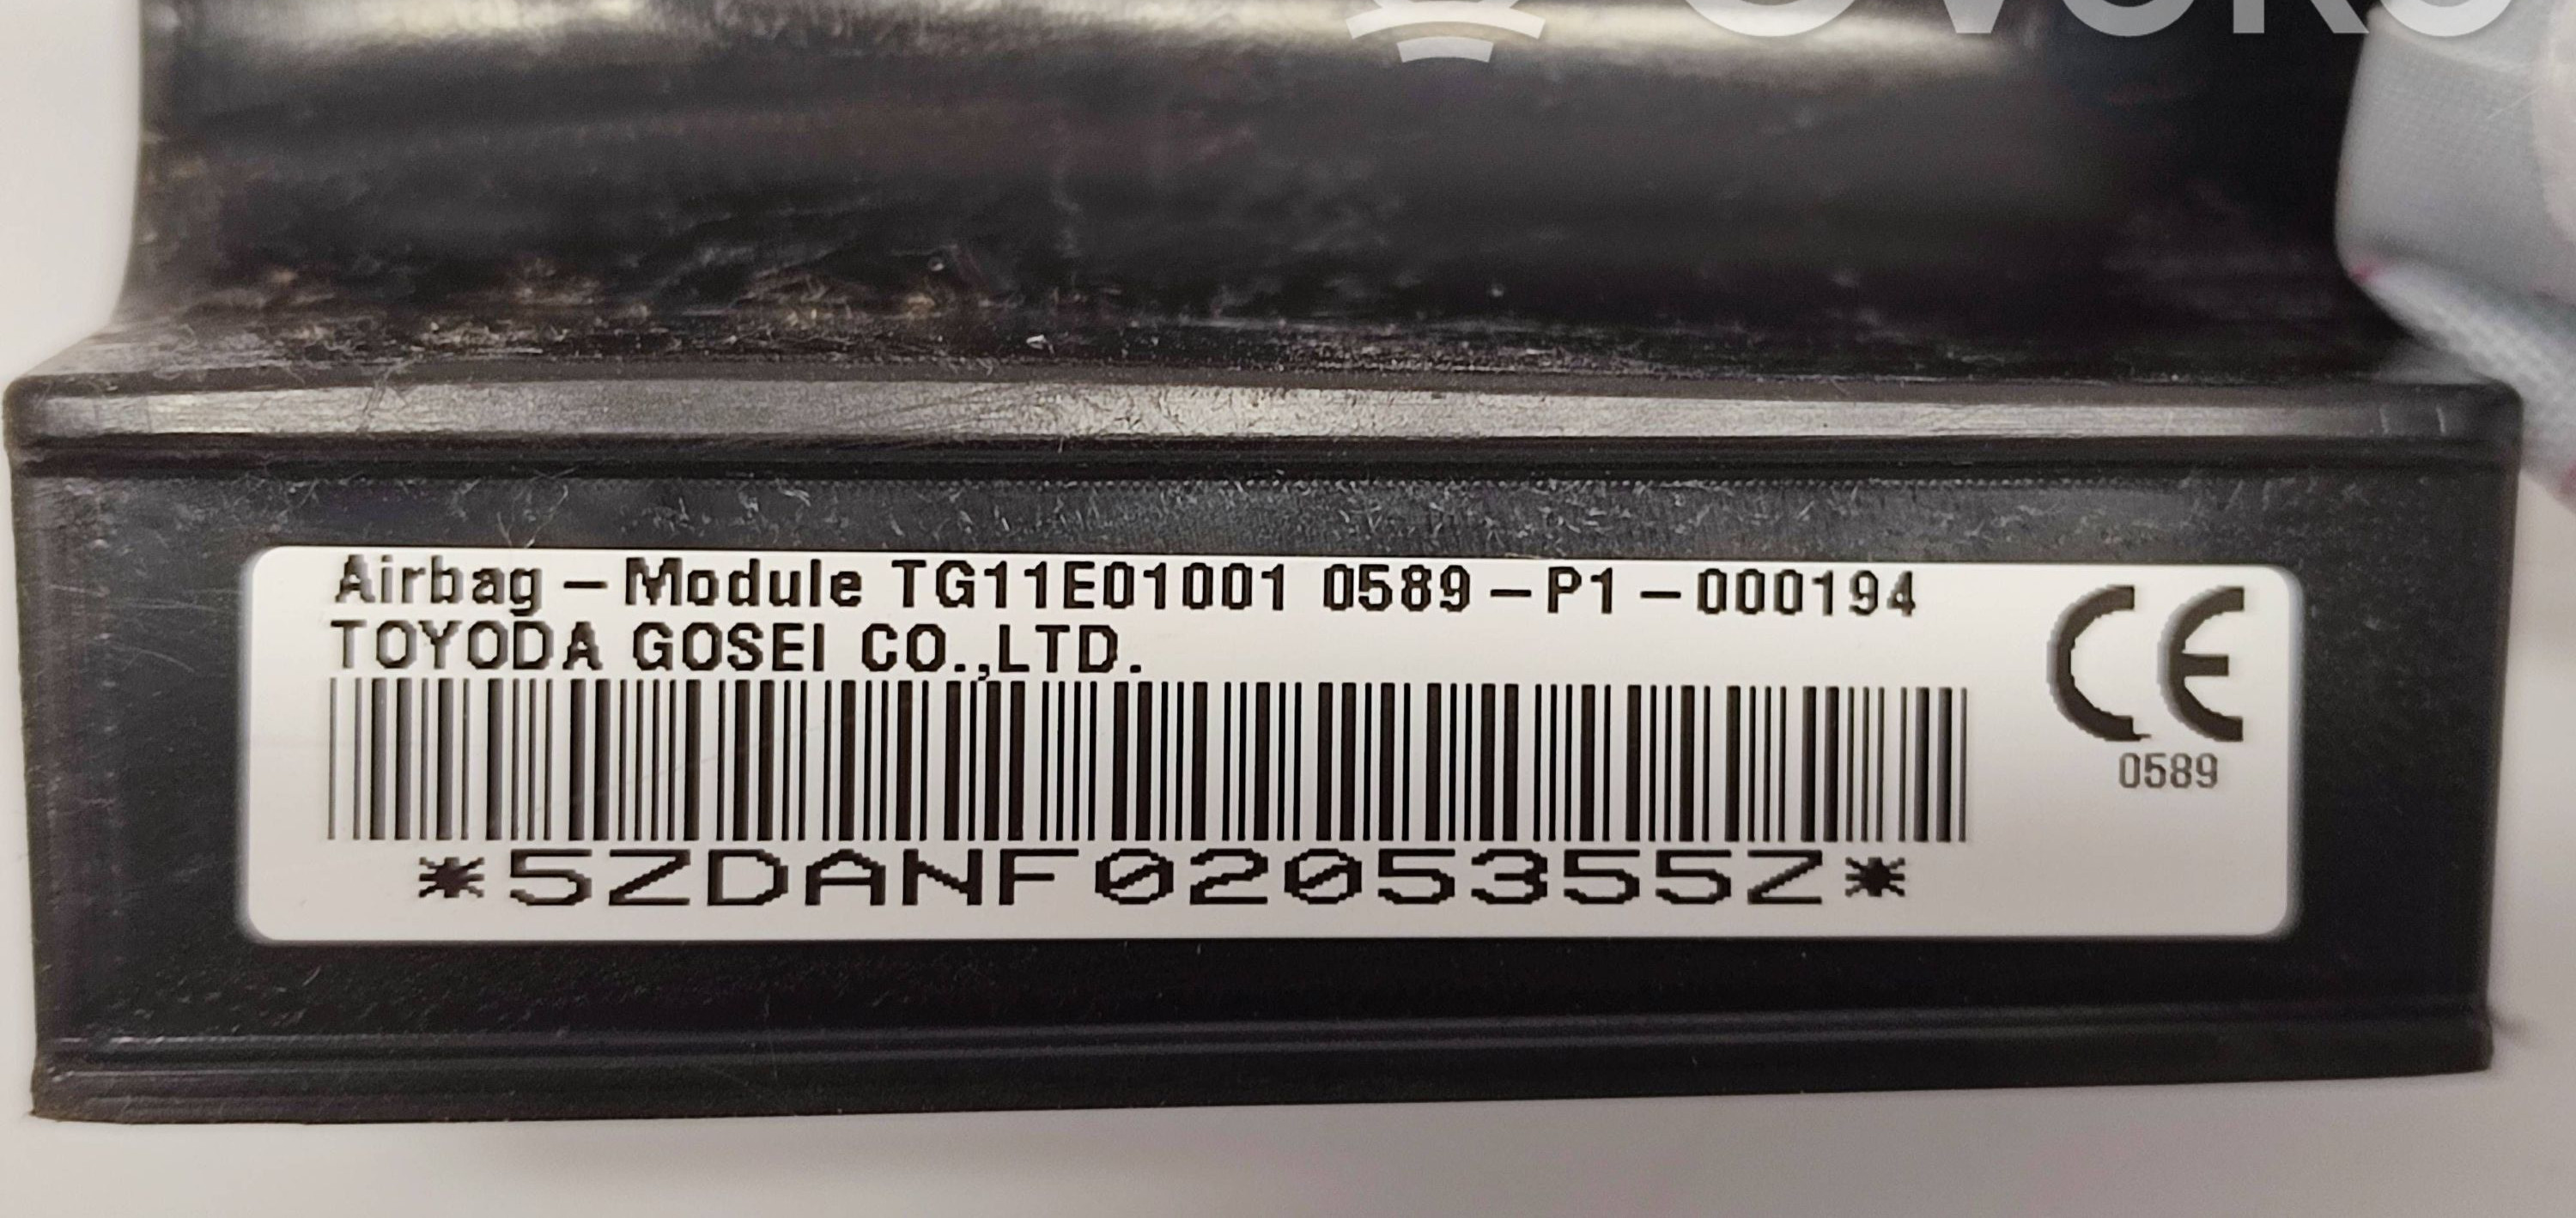 Airbag - Module TG11E01001 0589-P1-000194
TOYODA GOSEI CO.,LTD.
CE
0589
*5ZDANF0205355Z*